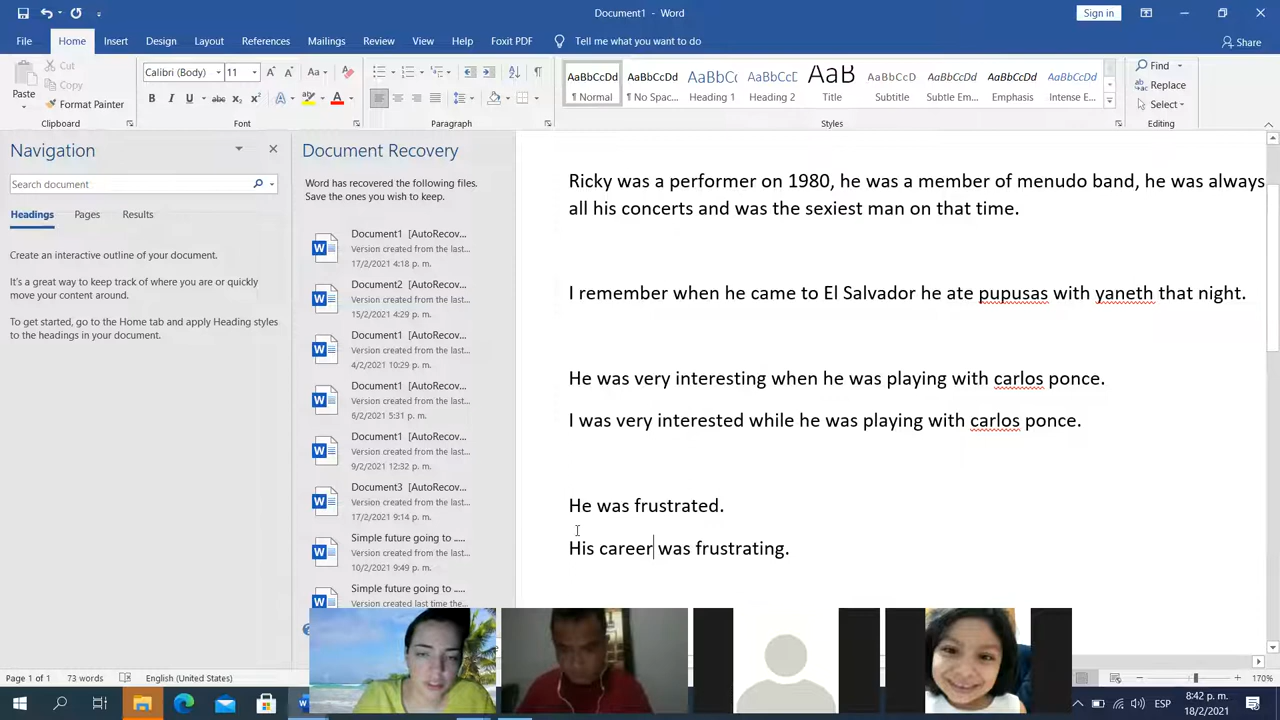 Document1 - Word
Sign in
File Home Insert Draw Design Layout References Mailings Review View Help Foxit PDF Tell me what you want to do Share
Paste
Cut
Copy
Format Painter
Clipboard
Calibri (Body) 11
Font
Paragraph
AaBbCcDd AaBbCcDd AaBbC AaBbCcD AaB AaBbCcD AaBbCcDd AaBbCcDd AaBbCcDd
¶ Normal ¶ No Spac... Heading 1 Heading 2 Title Subtitle Subtle Em... Emphasis Intense E...
Styles
Find
Replace
Select
Editing
Navigation
Search document
Headings Pages Results
Create an interactive outline of your document.
It's a great way to keep track of where you are or quickly
move your content around.
To get started, go to the Home tab and apply Heading styles
to the headings in your document.
Document Recovery
Word has recovered the following files.
Save the ones you wish to keep.
Document1 [AutoRecov...
Version created from the last...
17/2/2021 4:18 p. m.
Document2 [AutoRecov...
Version created from the last...
15/2/2021 4:29 p. m.
Document1 [AutoRecov...
Version created from the last...
4/2/2021 10:29 p. m.
Document1 [AutoRecov...
Version created from the last...
6/2/2021 5:31 p. m.
Document1 [AutoRecov...
Version created from the last...
9/2/2021 12:32 p. m.
Document3 [AutoRecov...
Version created from the last...
17/2/2021 9:14 p. m.
Simple future going to .....
Version created from the last...
10/2/2021 9:49 p. m.
Simple future going to .....
Version created last time the...
Ricky was a performer on 1980, he was a member of menudo band, he was always
all his concerts and was the sexiest man on that time.
I remember when he came to El Salvador he ate pupusas with yaneth that night.
He was very interesting when he was playing with carlos ponce.
I was very interested while he was playing with carlos ponce.
He was frustrated.
His career was frustrating.
Page 1 of 1 73 words English (United States)
170%
ESP
8:42 p. m.
18/2/2021